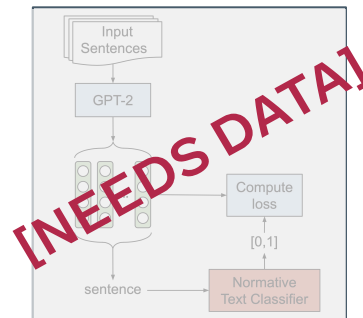 Input
Sentences
GPT-2
[NEEDS DATA]
Compute
loss
[0,1]
sentence
Normative
Text Classifier